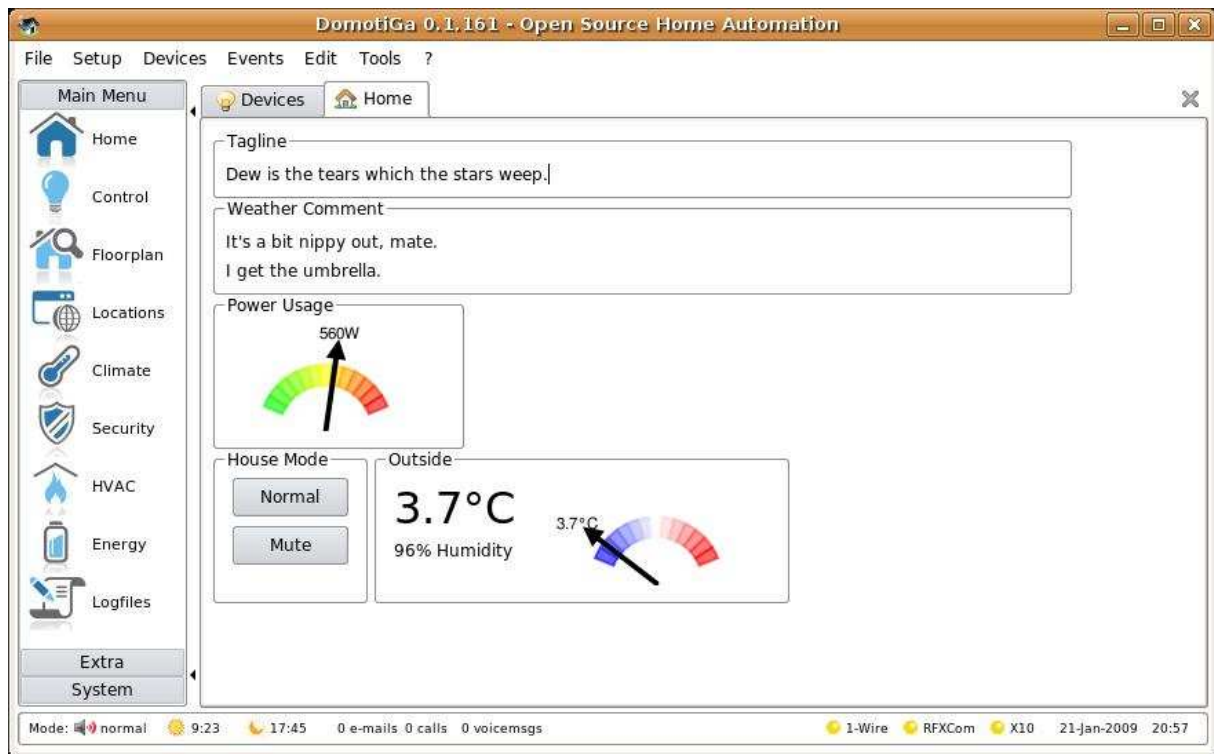 DomotiGa 0.1.161 - Open Source Home Automation
File Setup Devices Events Edit Tools ?
Main Menu
Home
Control
Floorplan
Locations
Climate
Security
HVAC
Energy
Logfiles
Extra
System
Devices Home
Tagline
Dew is the tears which the stars weep.
Weather Comment
It's a bit nippy out, mate.
I get the umbrella.
Power Usage
560W
House Mode
Normal
Mute
Outside
3.7°C
96% Humidity
3.7°C
Mode: normal 9:23 17:45 0 e-mails 0 calls 0 voicemsgs 1-Wire RFXCom X10 21-Jan-2009 20:57